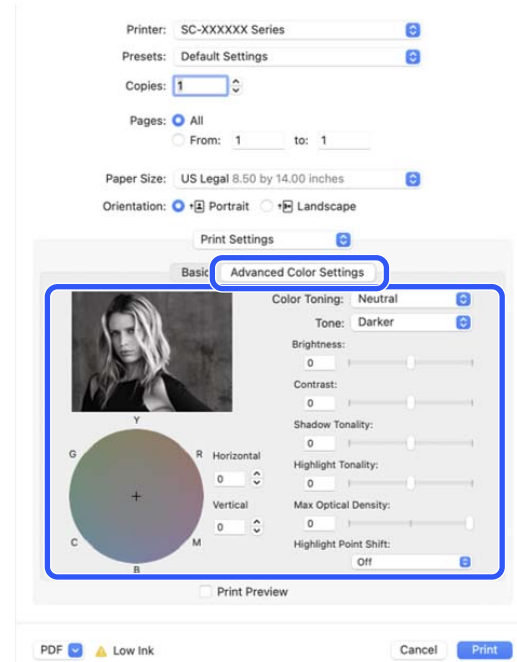 Printer: SC-XXXXXX Series
Presets: Default Settings
Copies: 1
Pages: All
From: 1 to: 1
Paper Size: US Legal 8.50 by 14.00 inches
Orientation: Portrait Landscape
Print Settings
Basic Advanced Color Settings
Color Toning: Neutral
Tone: Darker
Brightness:
0
Contrast:
0
Shadow Tonality:
0
Highlight Tonality:
0
Max Optical Density:
0
Highlight Point Shift:
Off
Y
G R
C M
B
Horizontal
0
Vertical
0
Print Preview
PDF Low Ink Cancel Print